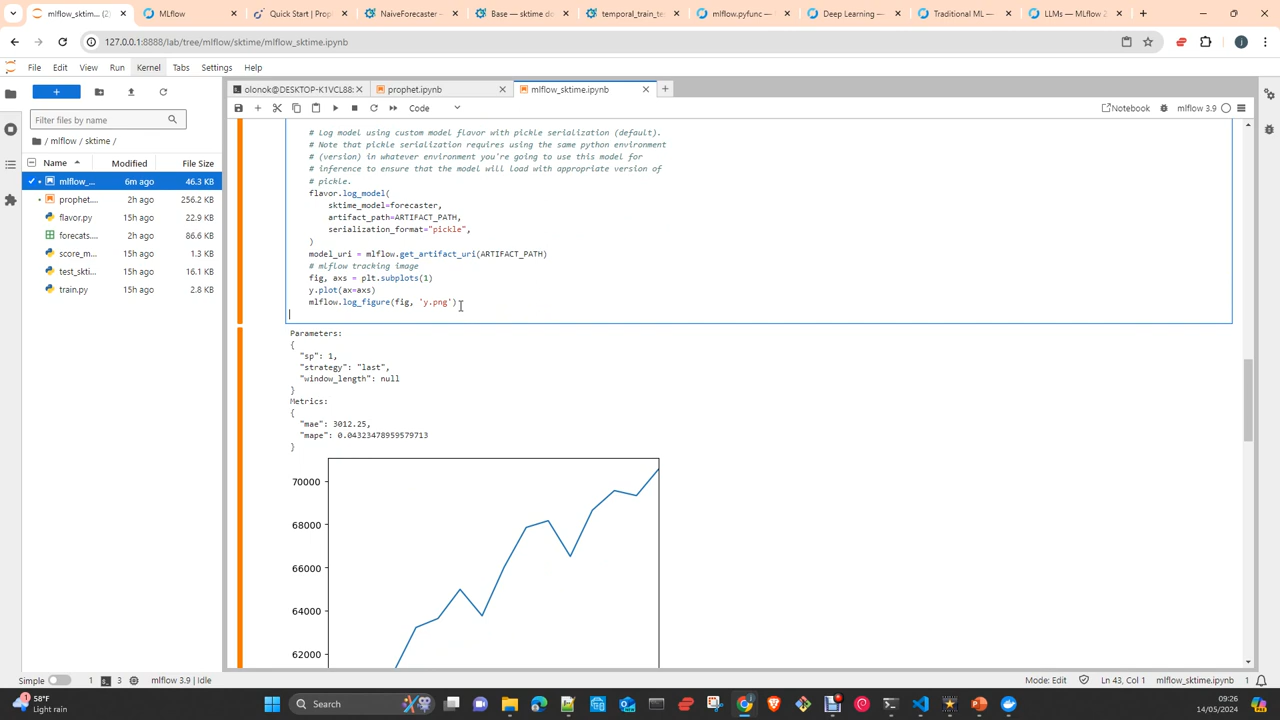 mlflow_sktime (2)
MLflow
Quick Start | Prop
NaiveForecaster —
Base — sktime do
temporal_train_te
mlflow.pyfunc —
Deep Learning —
Traditional ML —
LLMs — MLflow 2
127.0.0.1:8888/lab/tree/mlflow/sktime/mlflow_sktime.ipynb
File Edit View Run Kernel Tabs Settings Help
olonok@DESKTOP-K1VCL88:
prophet.ipynb
mlflow_sktime.ipynb
Code
Notebook
mlflow 3.9
Filter files by name
/ mlflow / sktime /
Name Modified File Size
mlflow_... 6m ago 46.3 KB
prophet.... 2h ago 256.2 KB
flavor.py 15h ago 22.9 KB
forecats.... 2h ago 86.6 KB
score_m... 15h ago 1.3 KB
test_skti... 15h ago 16.1 KB
train.py 15h ago 2.8 KB
# Log model using custom model flavor with pickle serialization (default).
# Note that pickle serialization requires using the same python environment
# (version) in whatever environment you're going to use this model for
# inference to ensure that the model will load with appropriate version of
# pickle.
flavor.log_model(
sktime_model=forecaster,
artifact_path=ARTIFACT_PATH,
serialization_format="pickle",
)
model_uri = mlflow.get_artifact_uri(ARTIFACT_PATH)
# mlflow tracking image
fig, axs = plt.subplots(1)
y.plot(ax=axs)
mlflow.log_figure(fig, 'y.png')
Parameters:
{
"sp": 1,
"strategy": "last",
"window_length": null
}
Metrics:
{
"mae": 3012.25,
"mape": 0.04323478959579713
}
70000
68000
66000
64000
62000
Simple
1
3
mlflow 3.9 | Idle
Mode: Edit
Ln 43, Col 1
mlflow_sktime.ipynb
1
58°F
Light rain
Search
09:26
14/05/2024